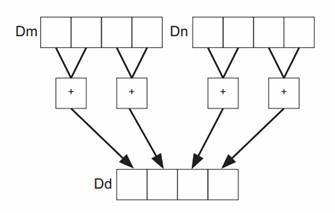 Dm Dn
+ + + +
Dd